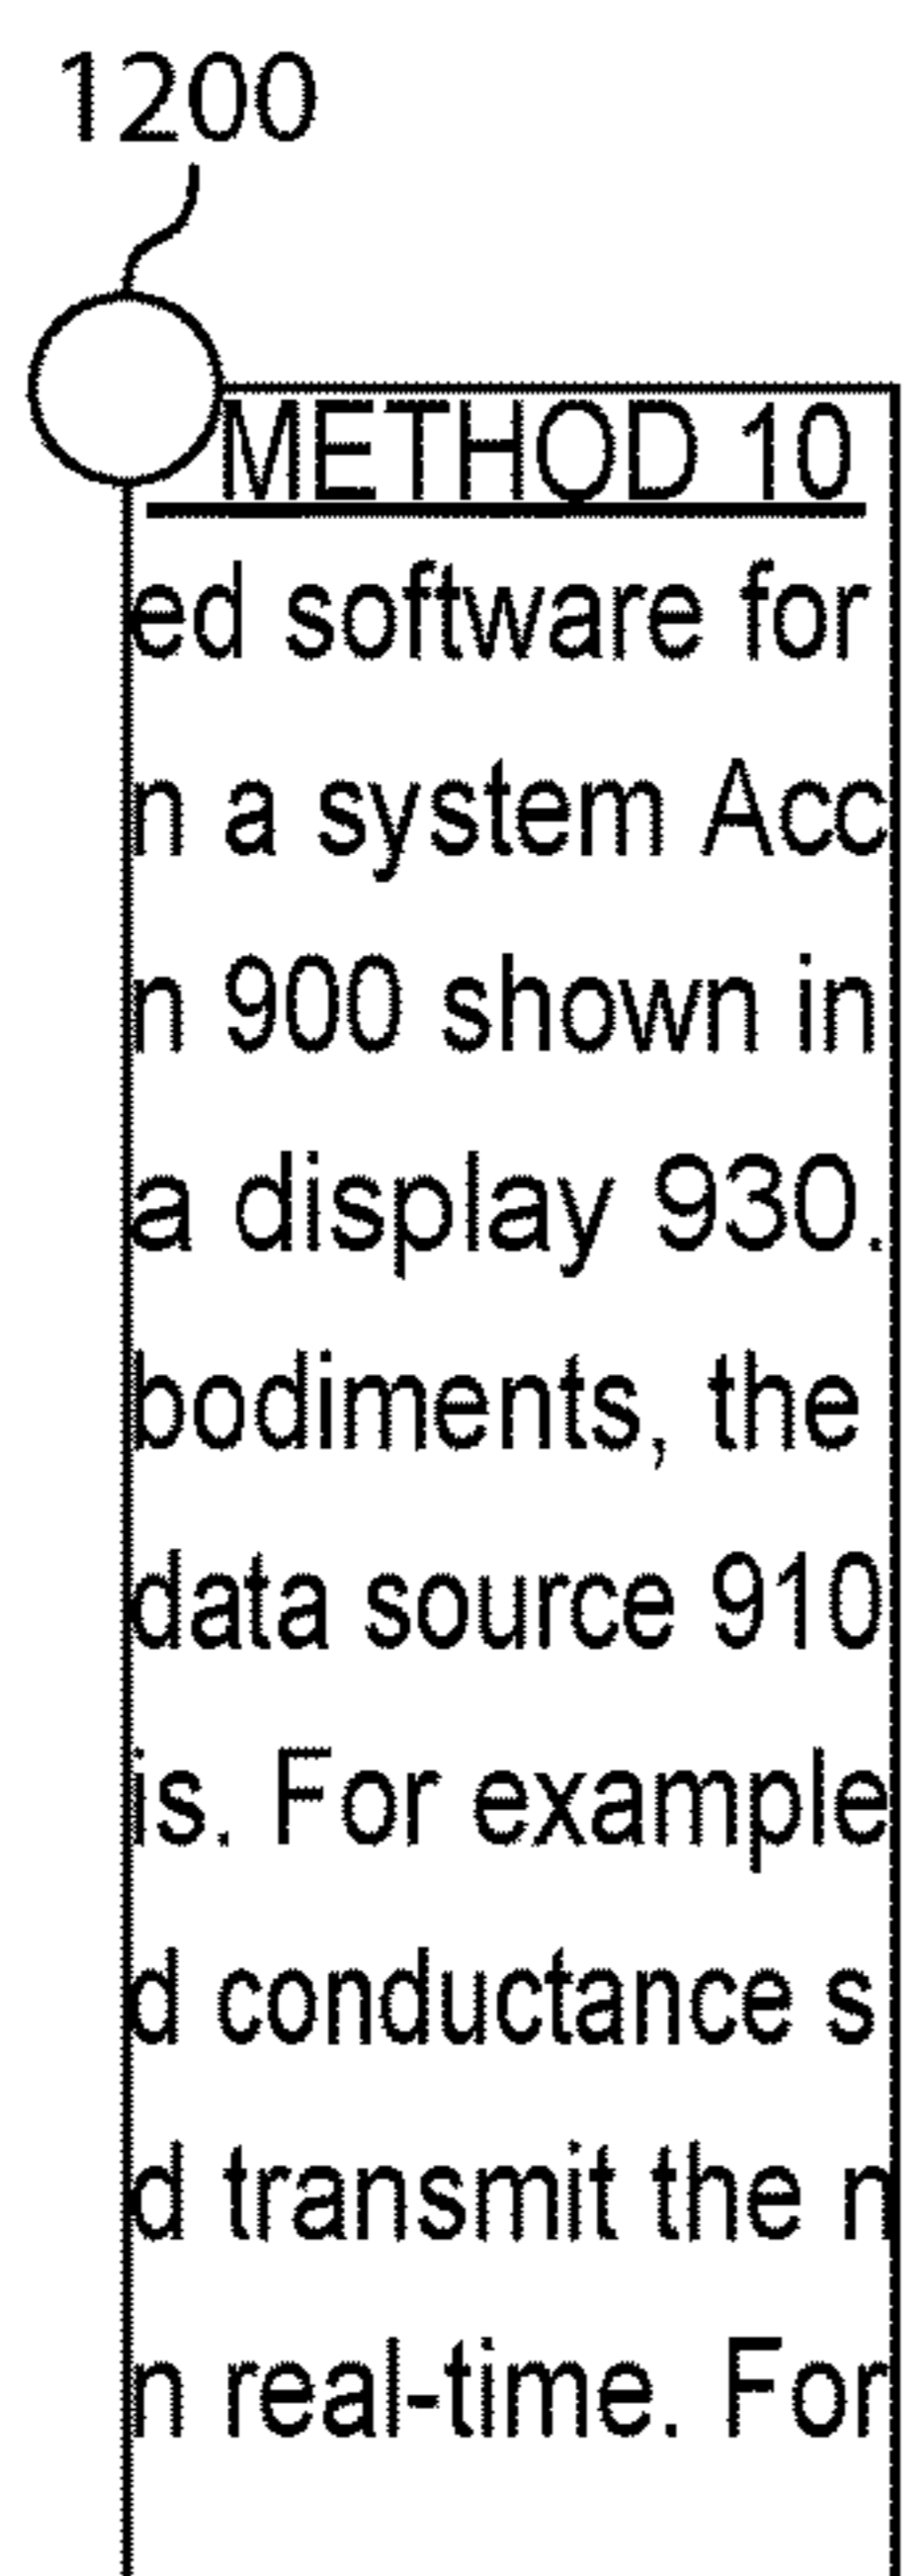 1200
METHOD 10
ed software for
n a system Acc
n 900 shown in
a display 930.
bodiments, the
data source 910
is. For example
d conductance s
d transmit the n
n real-time. For